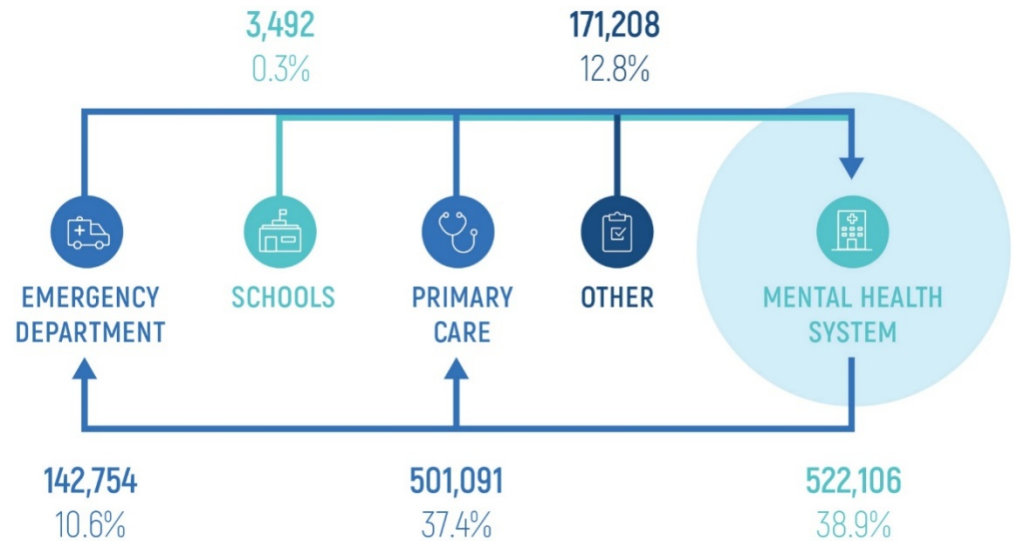 3,492
0.3%
171,208
12.8%
EMERGENCY
DEPARTMENT
SCHOOLS
PRIMARY
CARE
OTHER
MENTAL HEALTH
SYSTEM
142,754
10.6%
501,091
37.4%
522,106
38.9%